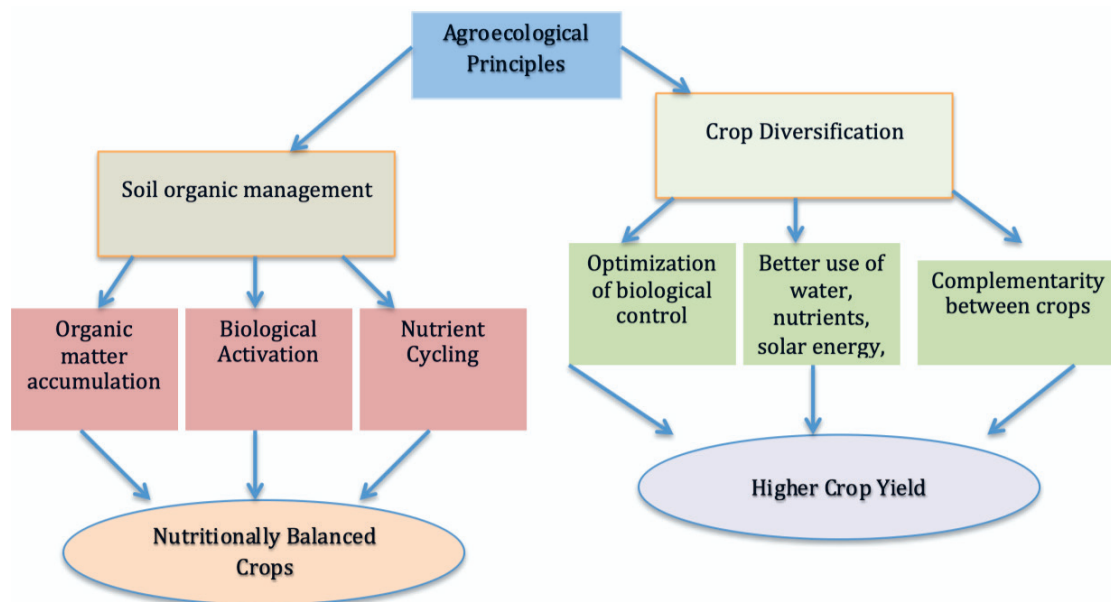 Agroecological
Principles
Crop Diversification
Soil organic management
Optimization
of biological
control
Better use of
water,
nutrients,
solar energy,
Complementarity
between crops
Organic
matter
accumulation
Biological
Activation
Nutrient
Cycling
Higher Crop Yield
Nutritionally Balanced
Crops